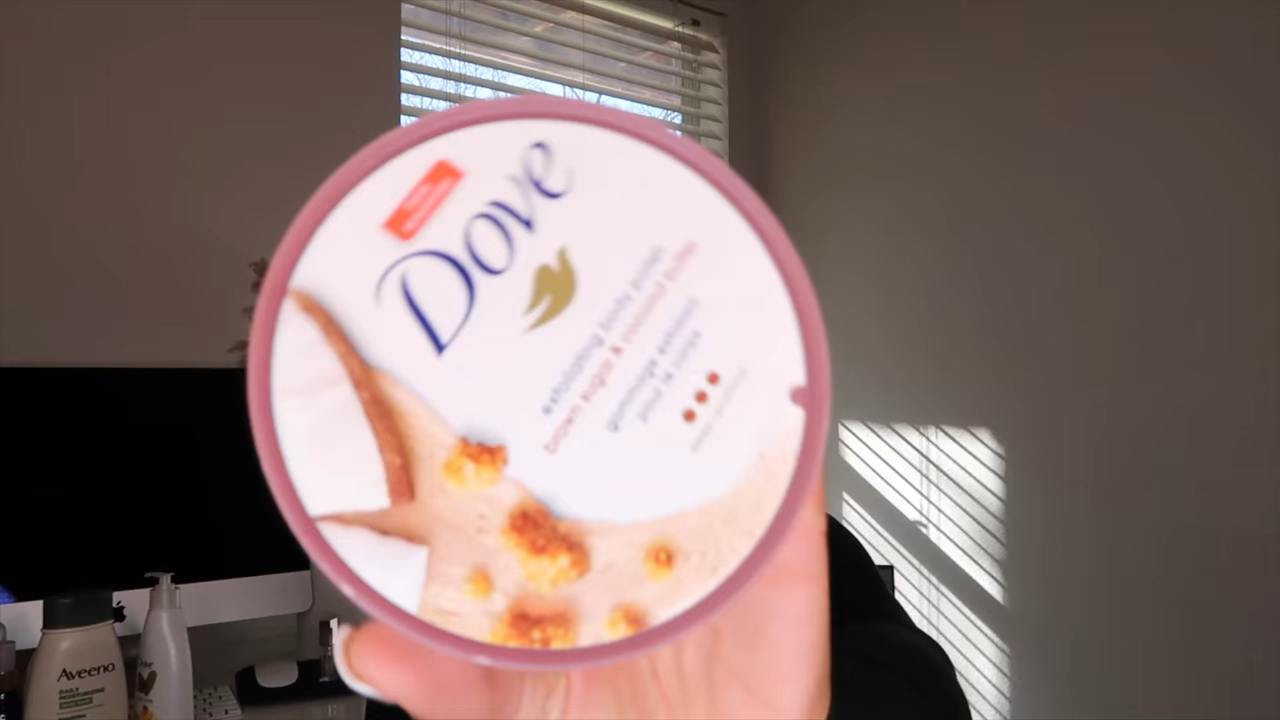 Dove
exfoliating body polish
brown sugar & coconut butter
gommage exfoliant
pour le corps
Aveeno
DAILY
MOISTURIZING